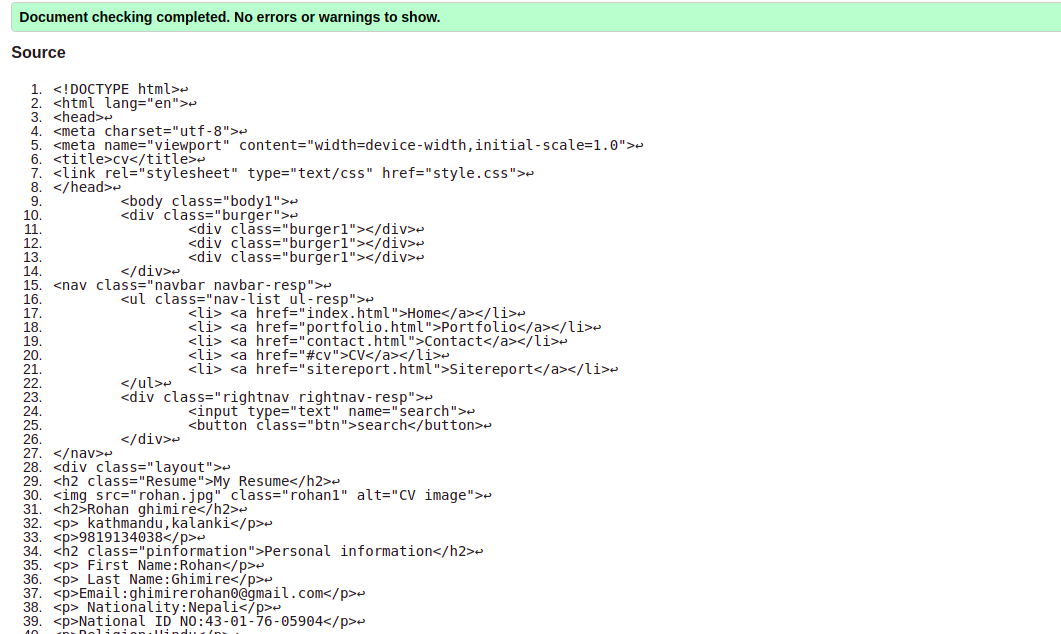 Document checking completed. No errors or warnings to show.
Source
1. <!DOCTYPE html>↩
2. <html lang="en">↩
3. <head>↩
4. <meta charset="utf-8">↩
5. <meta name="viewport" content="width=device-width,initial-scale=1.0">↩
6. <title>cv</title>↩
7. <link rel="stylesheet" type="text/css" href="style.css">↩
8. </head>↩
9. <body class="body1">↩
10. <div class="burger">↩
11. <div class="burger1"></div>↩
12. <div class="burger1"></div>↩
13. <div class="burger1"></div>↩
14. </div>↩
15. <nav class="navbar navbar-resp">↩
16. <ul class="nav-list ul-resp">↩
17. <li> <a href="index.html">Home</a></li>↩
18. <li> <a href="portfolio.html">Portfolio</a></li>↩
19. <li> <a href="contact.html">Contact</a></li>↩
20. <li> <a href="#cv">CV</a></li>↩
21. <li> <a href="sitereport.html">Sitereport</a></li>↩
22. </ul>↩
23. <div class="rightnav rightnav-resp">↩
24. <input type="text" name="search">↩
25. <button class="btn">search</button>↩
26. </div>↩
27. </nav>↩
28. <div class="layout">↩
29. <h2 class="Resume">My Resume</h2>↩
30. <img src="rohan.jpg" class="rohan1" alt="CV image">↩
31. <h2>Rohan ghimire</h2>↩
32. <p> kathmandu,kalanki</p>↩
33. <p>9819134038</p>↩
34. <h2 class="pinformation">Personal information</h2>↩
35. <p> First Name:Rohan</p>↩
36. <p> Last Name:Ghimire</p>↩
37. <p>Email:ghimirerohan0@gmail.com</p>↩
38. <p> Nationality:Nepali</p>↩
39. <p>National ID NO:43-01-76-05904</p>↩
40. <p>Religion:Hindu</p>↩